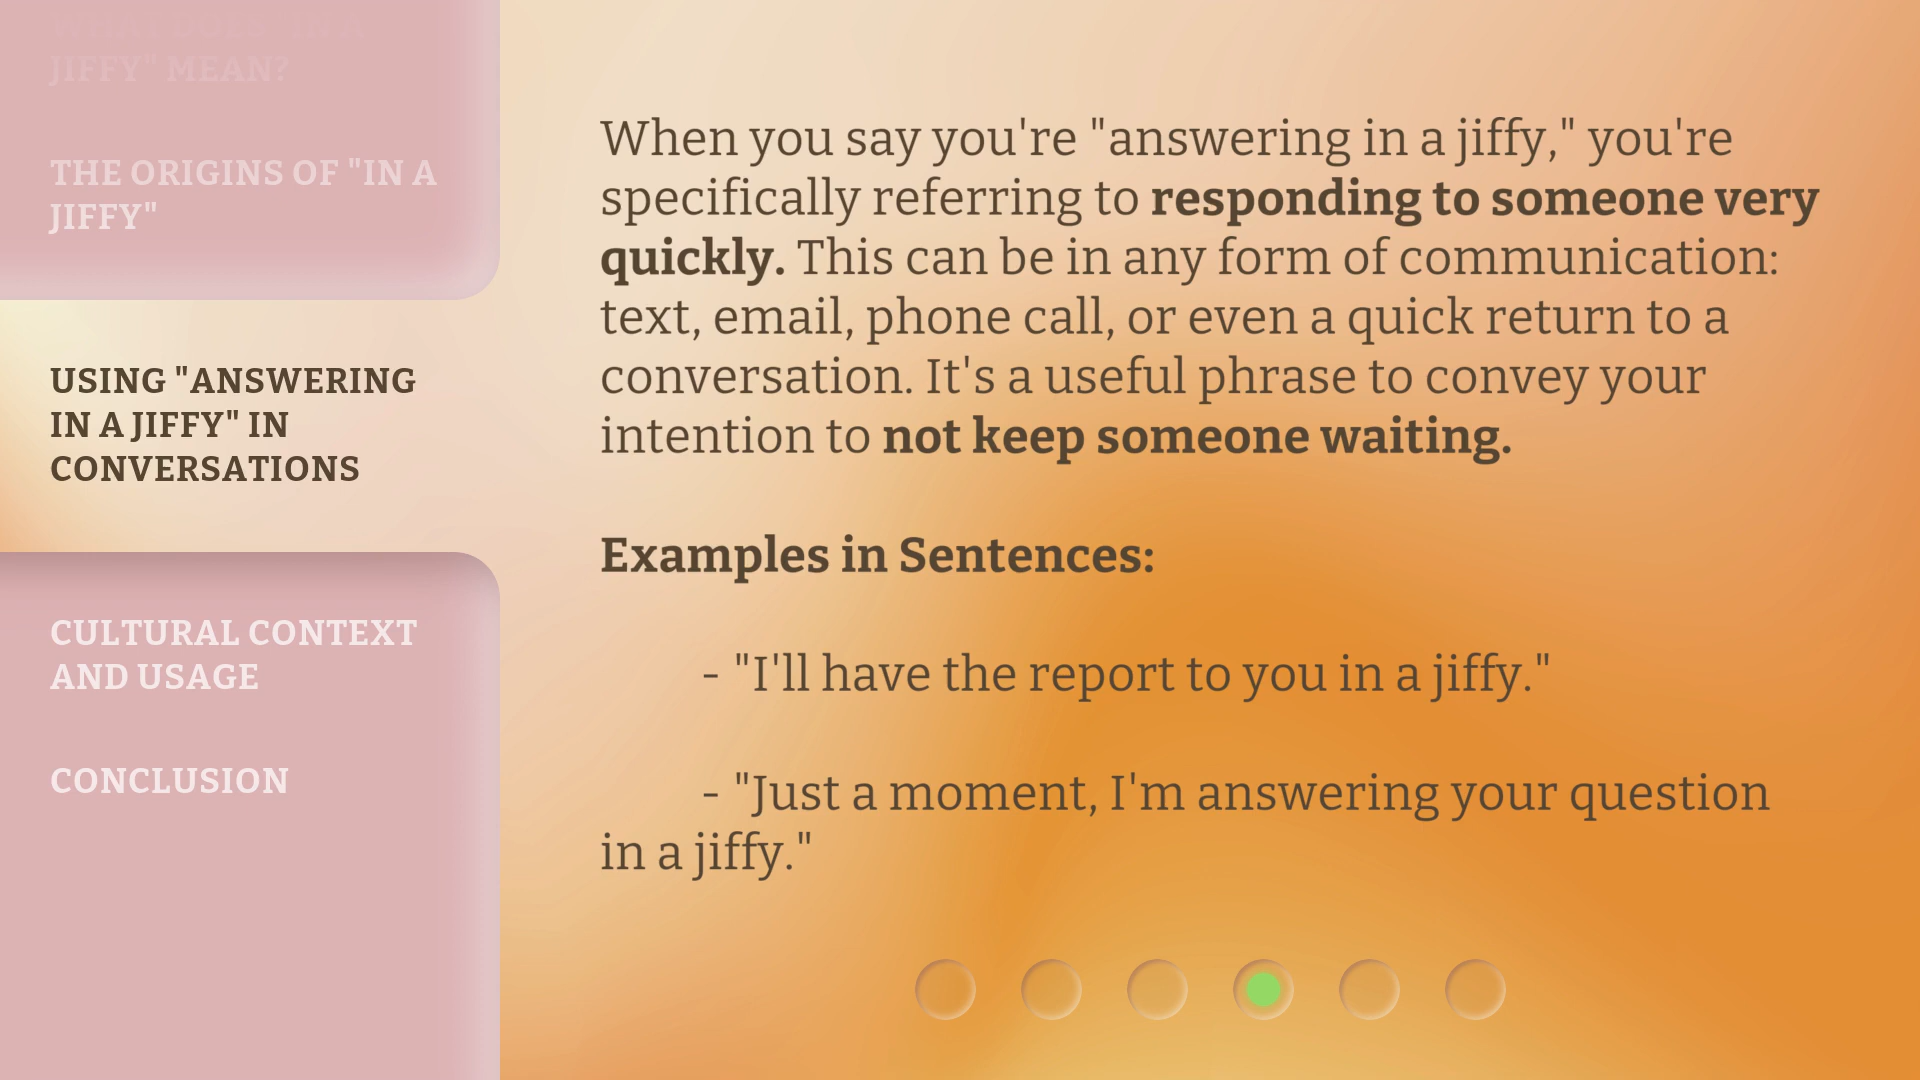 WHAT DOES "IN A
JIFFY" MEAN?
THE ORIGINS OF "IN A
JIFFY"
USING "ANSWERING
IN A JIFFY" IN
CONVERSATIONS
CULTURAL CONTEXT
AND USAGE
CONCLUSION
When you say you're "answering in a jiffy," you're
specifically referring to responding to someone very
quickly. This can be in any form of communication:
text, email, phone call, or even a quick return to a
conversation. It's a useful phrase to convey your
intention to not keep someone waiting.
Examples in Sentences:
- "I'll have the report to you in a jiffy."
- "Just a moment, I'm answering your question
in a jiffy."